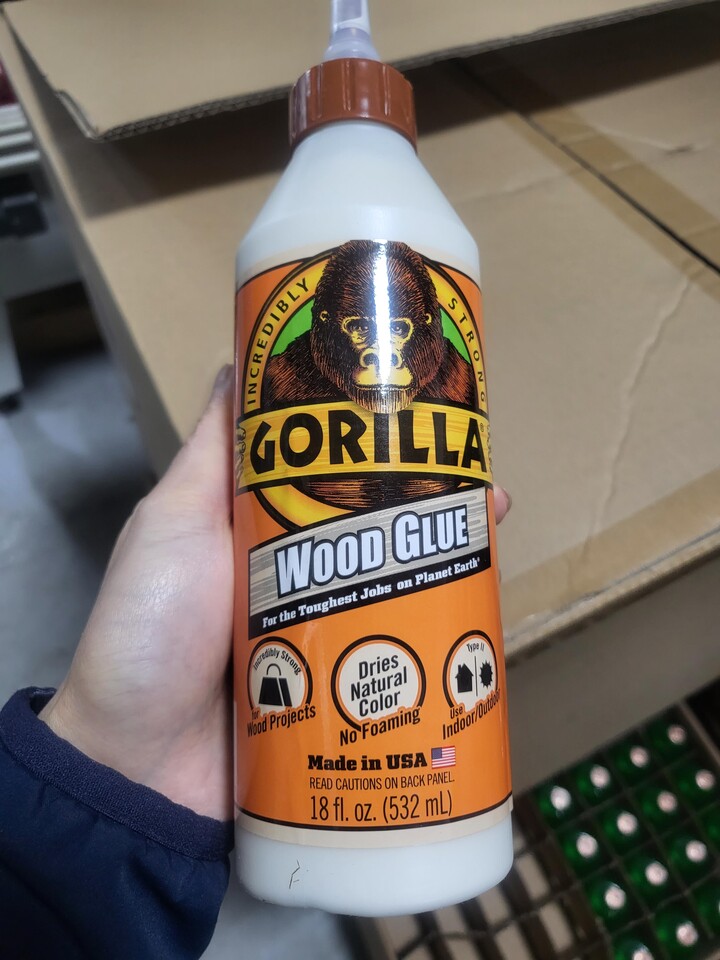 INCREDIBLY STRONG
GORILLA
WOOD GLUE
For the Toughest Jobs on Planet Earth
Incredibly Strong
for
Wood Projects
Dries
Natural
Color
No Foaming
Type II
Use
Indoor/Outdoor
Made in USA
READ CAUTIONS ON BACK PANEL.
18 fl. oz. (532 mL)